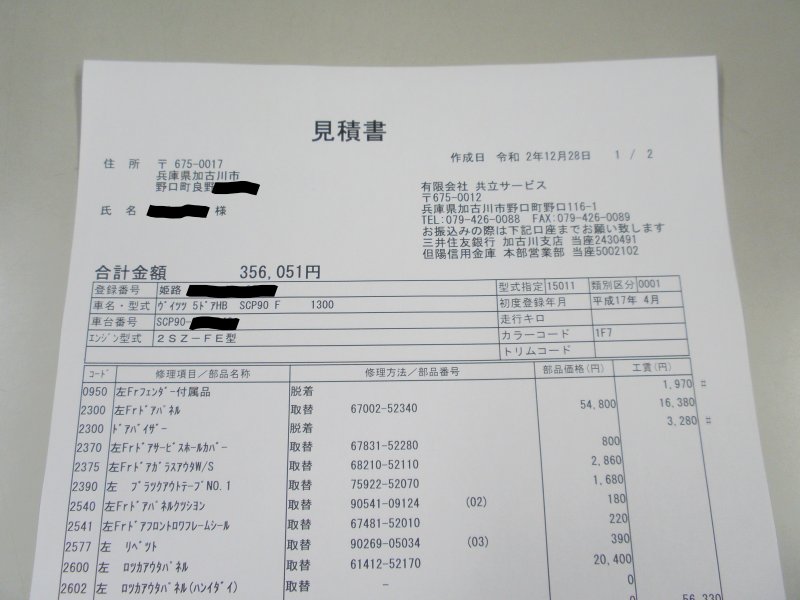 見積書
作成日 令和 2年12月28日 1 / 2
住 所 〒 675-0017
兵庫県加古川市
野口町良野
氏 名 様
有限会社 共立サービス
〒675-0012
兵庫県加古川市野口町野口116-1
TEL:079-426-0088 FAX:079-426-0089
お振込みの際は下記口座までお願い致します
三井住友銀行 加古川支店 当座2430491
但陽信用金庫 本部営業部 当座5002102
合計金額 356,051円
登録番号 姫路 型式指定 15011 類別区分 0001
車名・型式 ヴィッツ 5ドアHB SCP90 F 1300 初度登録年月 平成17年 4月
車台番号 SCP90- 走行キロ
エンジン型式 2SZ-FE型 カラーコード 1F7
トリムコード
コード 修理項目/部品名称 修理方法/部品番号 部品価格(円) 工賃(円)
0950 左Frフェンダー付属品 脱着 1,970 #
2300 左Frドアパネル 取替 67002-52340 54,800 16,380
2300 ドアバイザー 脱着 3,280 #
2370 左Frドアサービスホールカバー 取替 67831-52280 800
2375 左FrドアガラスアウタW/S 取替 68210-52110 2,860
2390 左 ブラックアウトテープNO.1 取替 75922-52070 1,680
2540 左Frドアパネルクッション 取替 90541-09124 (02) 180
2541 左Frドアフロントロワフレームシール 取替 67481-52010 220
2577 左 リベット 取替 90269-05034 (03) 390
2600 左 ロッカアウタパネル 取替 61412-52170 20,400
2602 左 ロッカアウタパネル(ハンイダイ) 取替 - 0
0 56,330